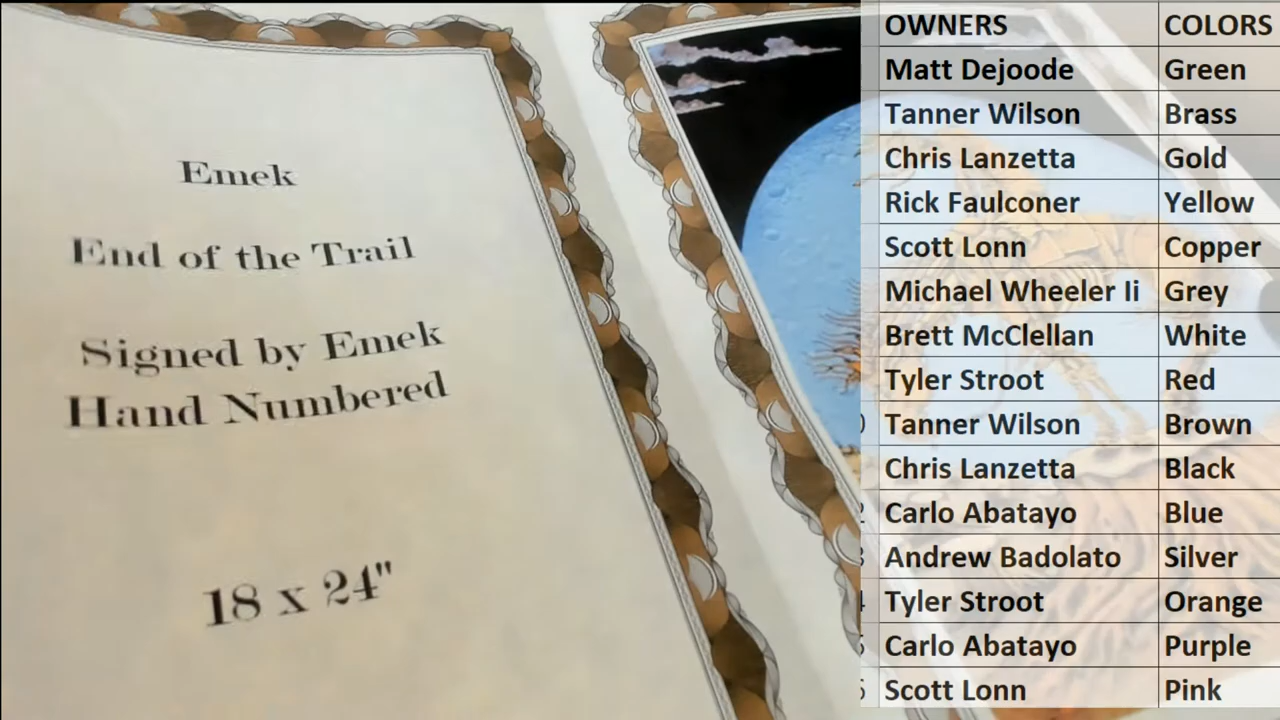 Emek
End of the Trail
Signed by Emek
Hand Numbered
18 x 24"
OWNERS COLORS
Matt Dejoode Green
Tanner Wilson Brass
Chris Lanzetta Gold
Rick Faulconer Yellow
Scott Lonn Copper
Michael Wheeler Ii Grey
Brett McClellan White
Tyler Stroot Red
Tanner Wilson Brown
Chris Lanzetta Black
Carlo Abatayo Blue
Andrew Badolato Silver
Tyler Stroot Orange
Carlo Abatayo Purple
Scott Lonn Pink